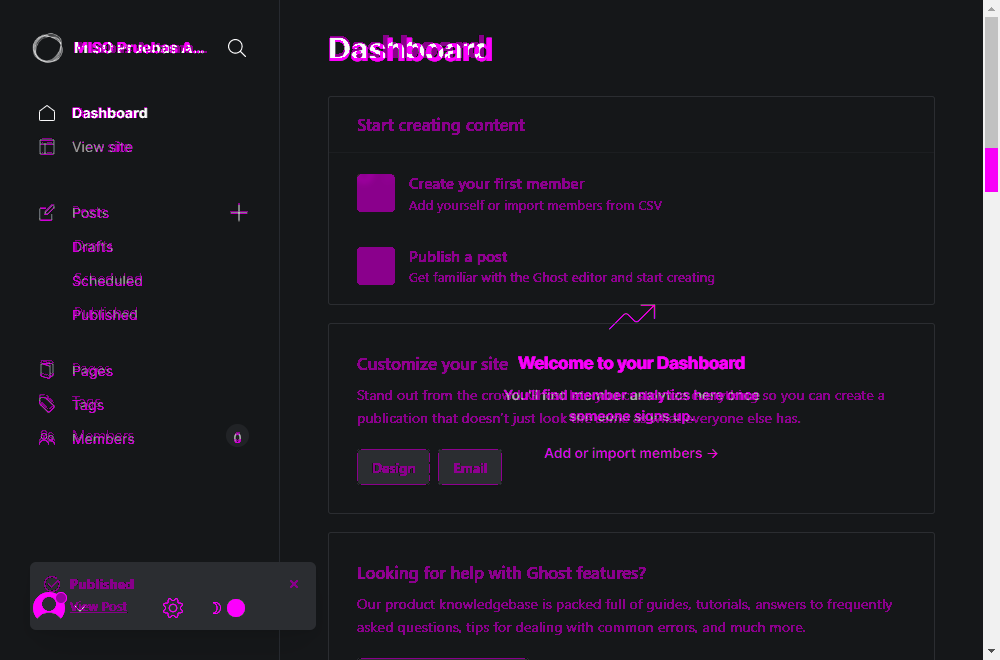 MISO Pruebas A...
Dashboard
View site
Posts
Drafts
Scheduled
Published
Pages
Tags
Members
0
Published
View Post
Dashboard
Start creating content
Create your first member
Add yourself or import members from CSV
Publish a post
Get familiar with the Ghost editor and start creating
Customize your site
Welcome to your Dashboard
Stand out from the crowd.
You'll find member analytics here once
so you can create a
publication that doesn't just look
someone signs up.
everyone else has.
Add or import members →
Design
Email
Looking for help with Ghost features?
Our product knowledgebase is packed full of guides, tutorials, answers to frequently
asked questions, tips for dealing with common errors, and much more.